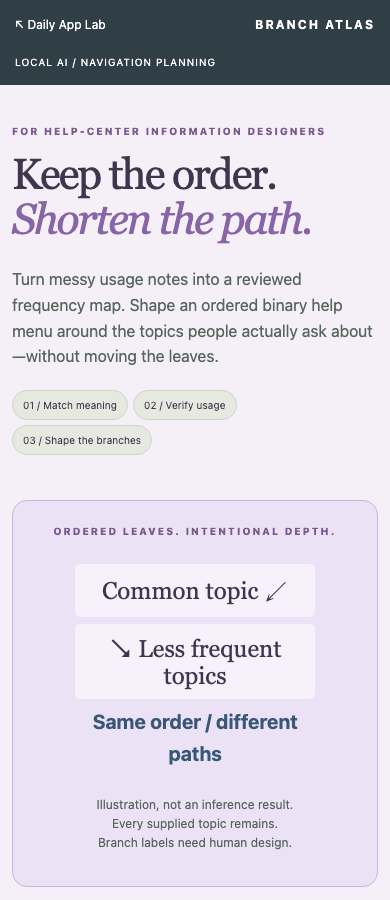 ↖ Daily App Lab
BRANCH ATLAS
LOCAL AI / NAVIGATION PLANNING
FOR HELP-CENTER INFORMATION DESIGNERS
Keep the order.
Shorten the path.
Turn messy usage notes into a reviewed
frequency map. Shape an ordered binary help
menu around the topics people actually ask about
—without moving the leaves.
01 / Match meaning
02 / Verify usage
03 / Shape the branches
ORDERED LEAVES. INTENTIONAL DEPTH.
Common topic ↙
↘ Less frequent
topics
Same order / different
paths
Illustration, not an inference result.
Every supplied topic remains.
Branch labels need human design.